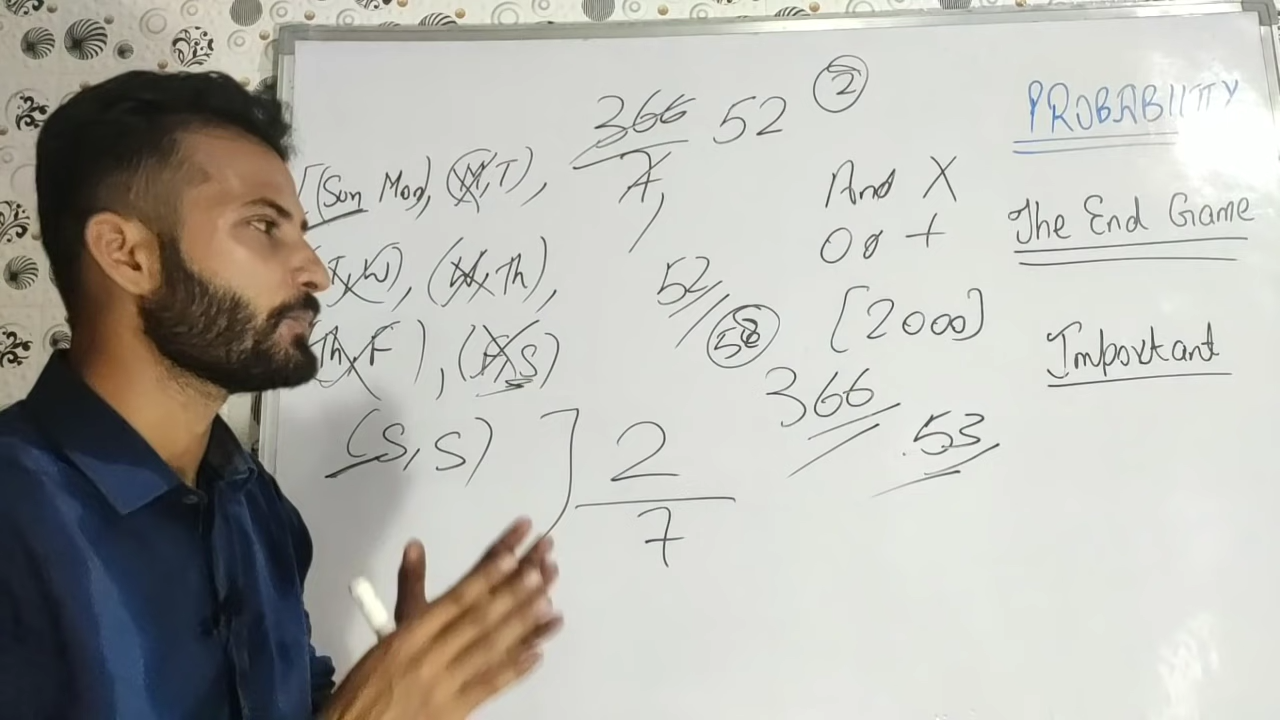 [(Sun Mon), (M,T),
(T,W), (W,Th),
(Th,F), (F,S)
(S,S)]
2
7
366
7,
52
2
52
58
And X
Or +
[2000]
366
53
PROBABIITY
The End Game
Important